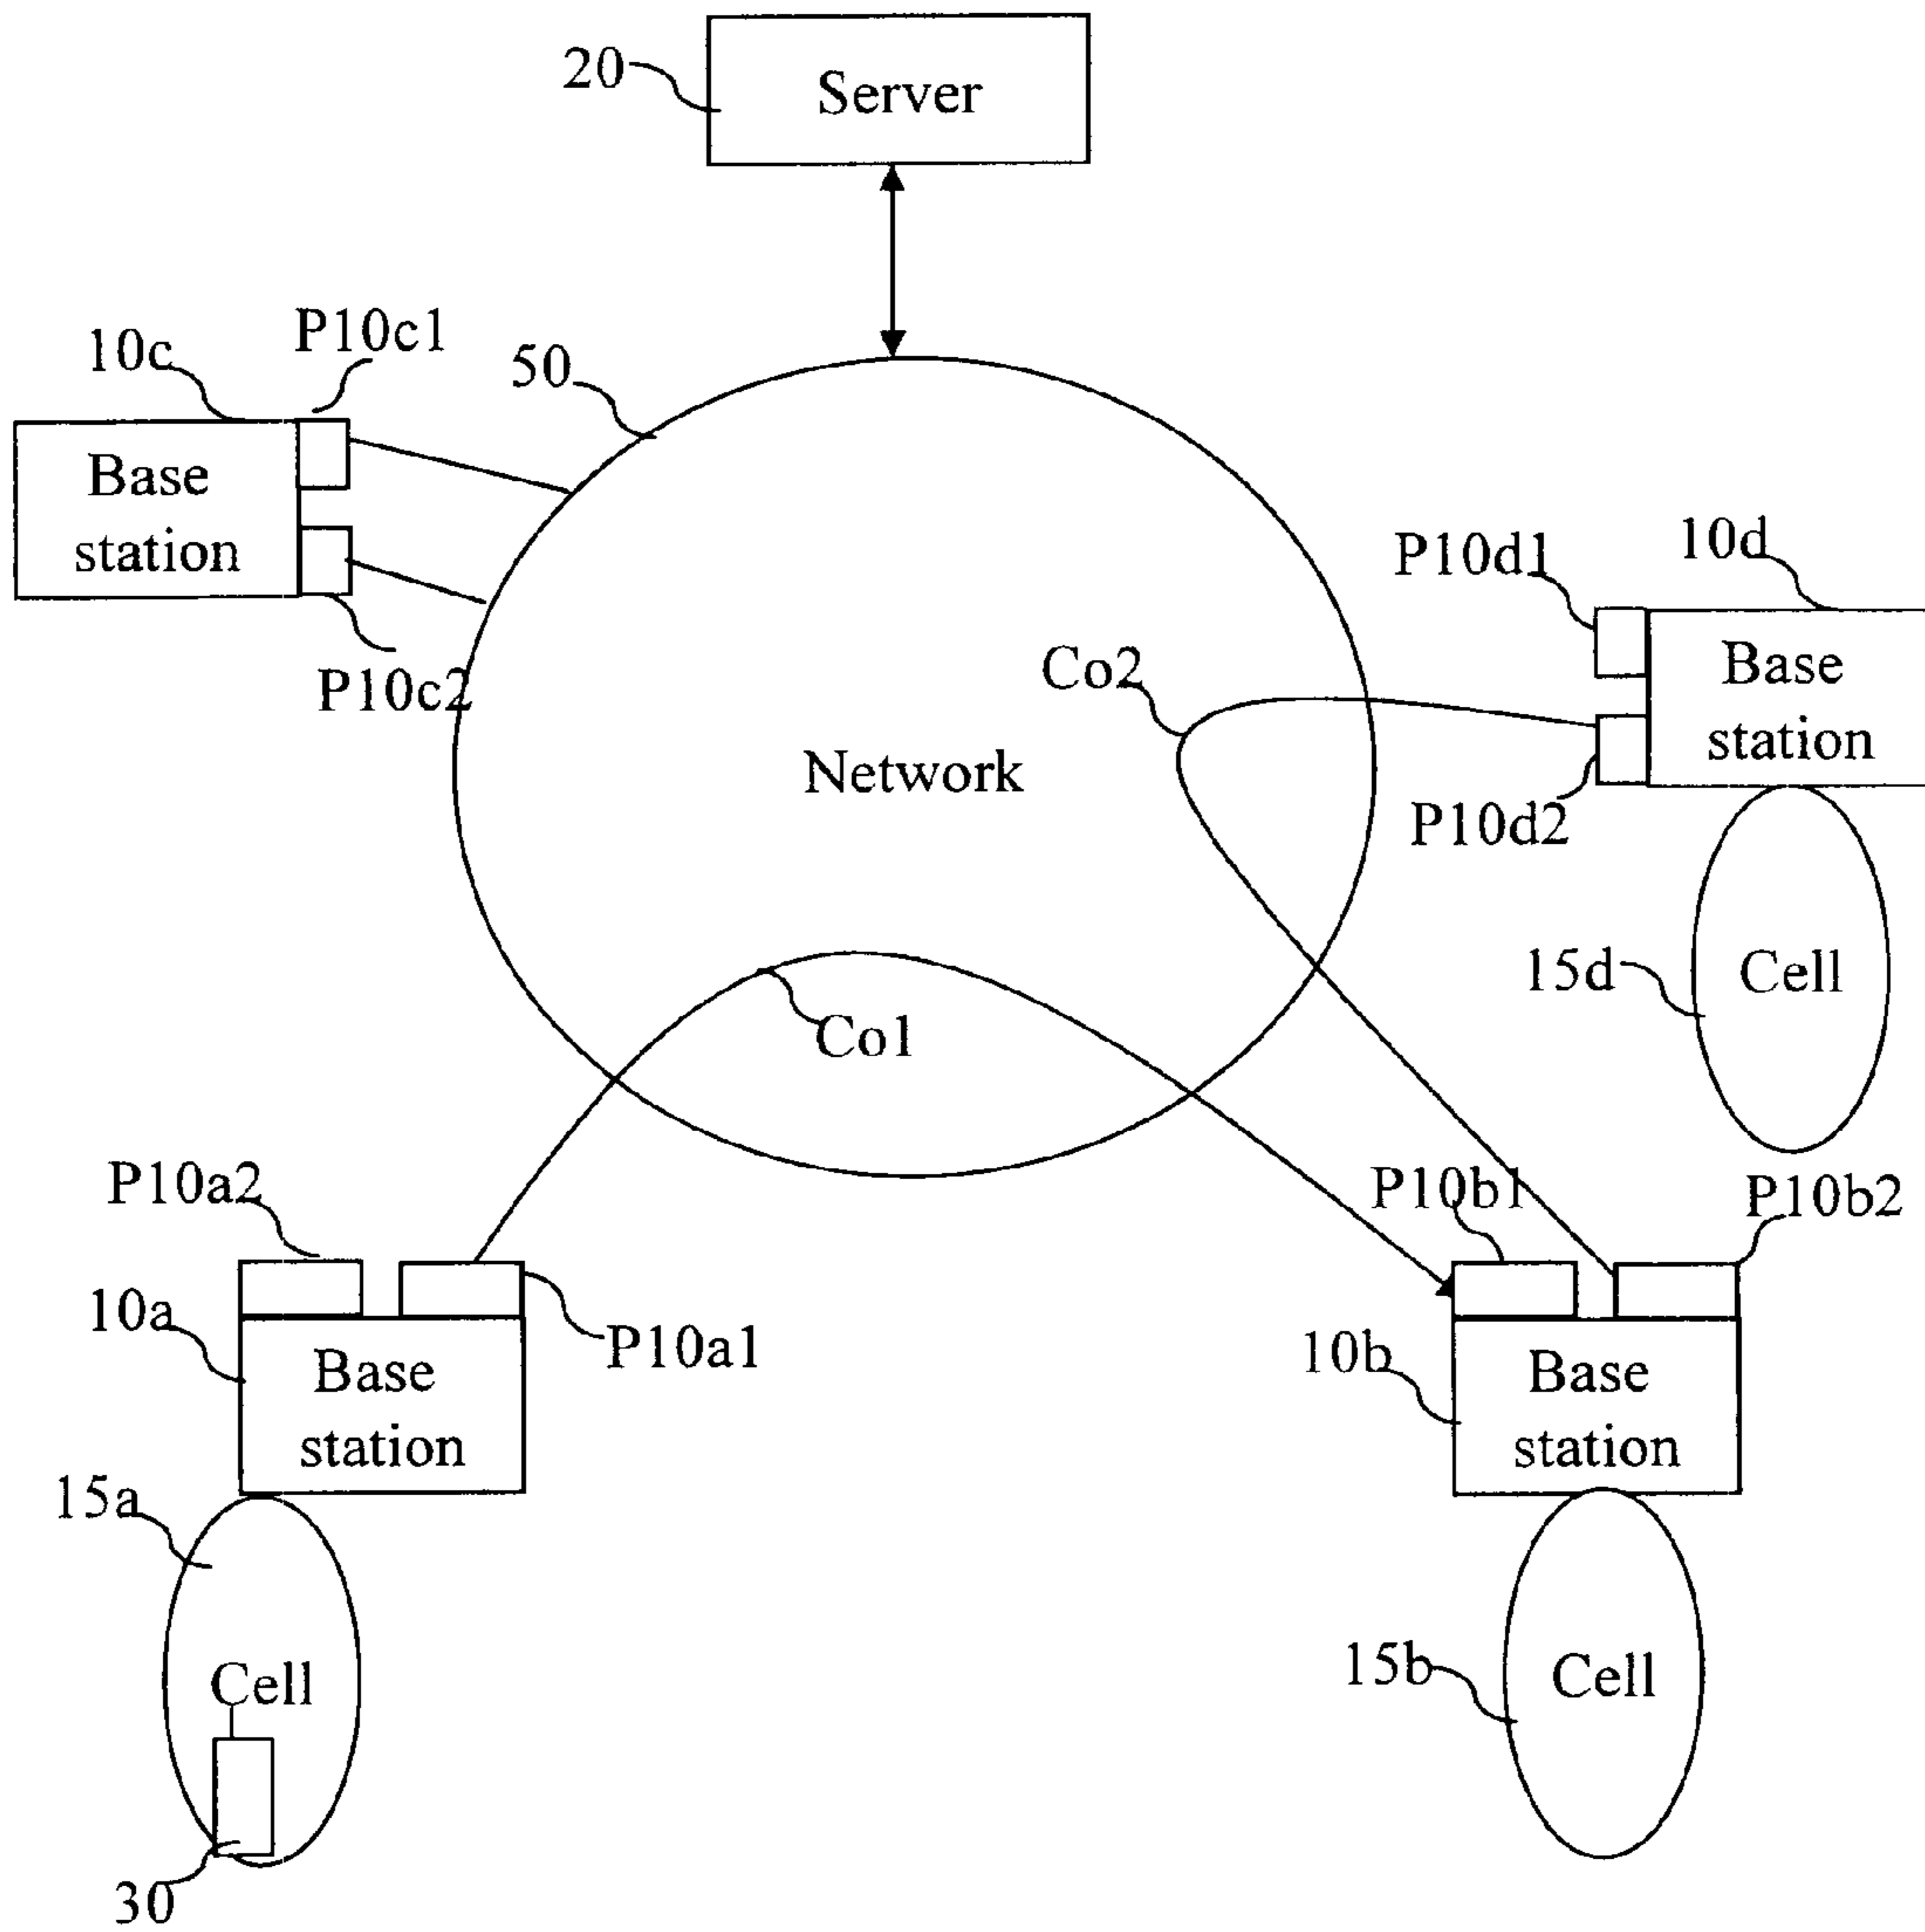 20
Server
10c
P10c1
50
Base
station
P10c2
P10d1
10d
Co2
Base
station
Network
P10d2
15d
Cell
Co1
P10a2
P10b1
P10b2
10a
P10a1
10b
Base
station
Base
station
15a
Cell
15b
Cell
30